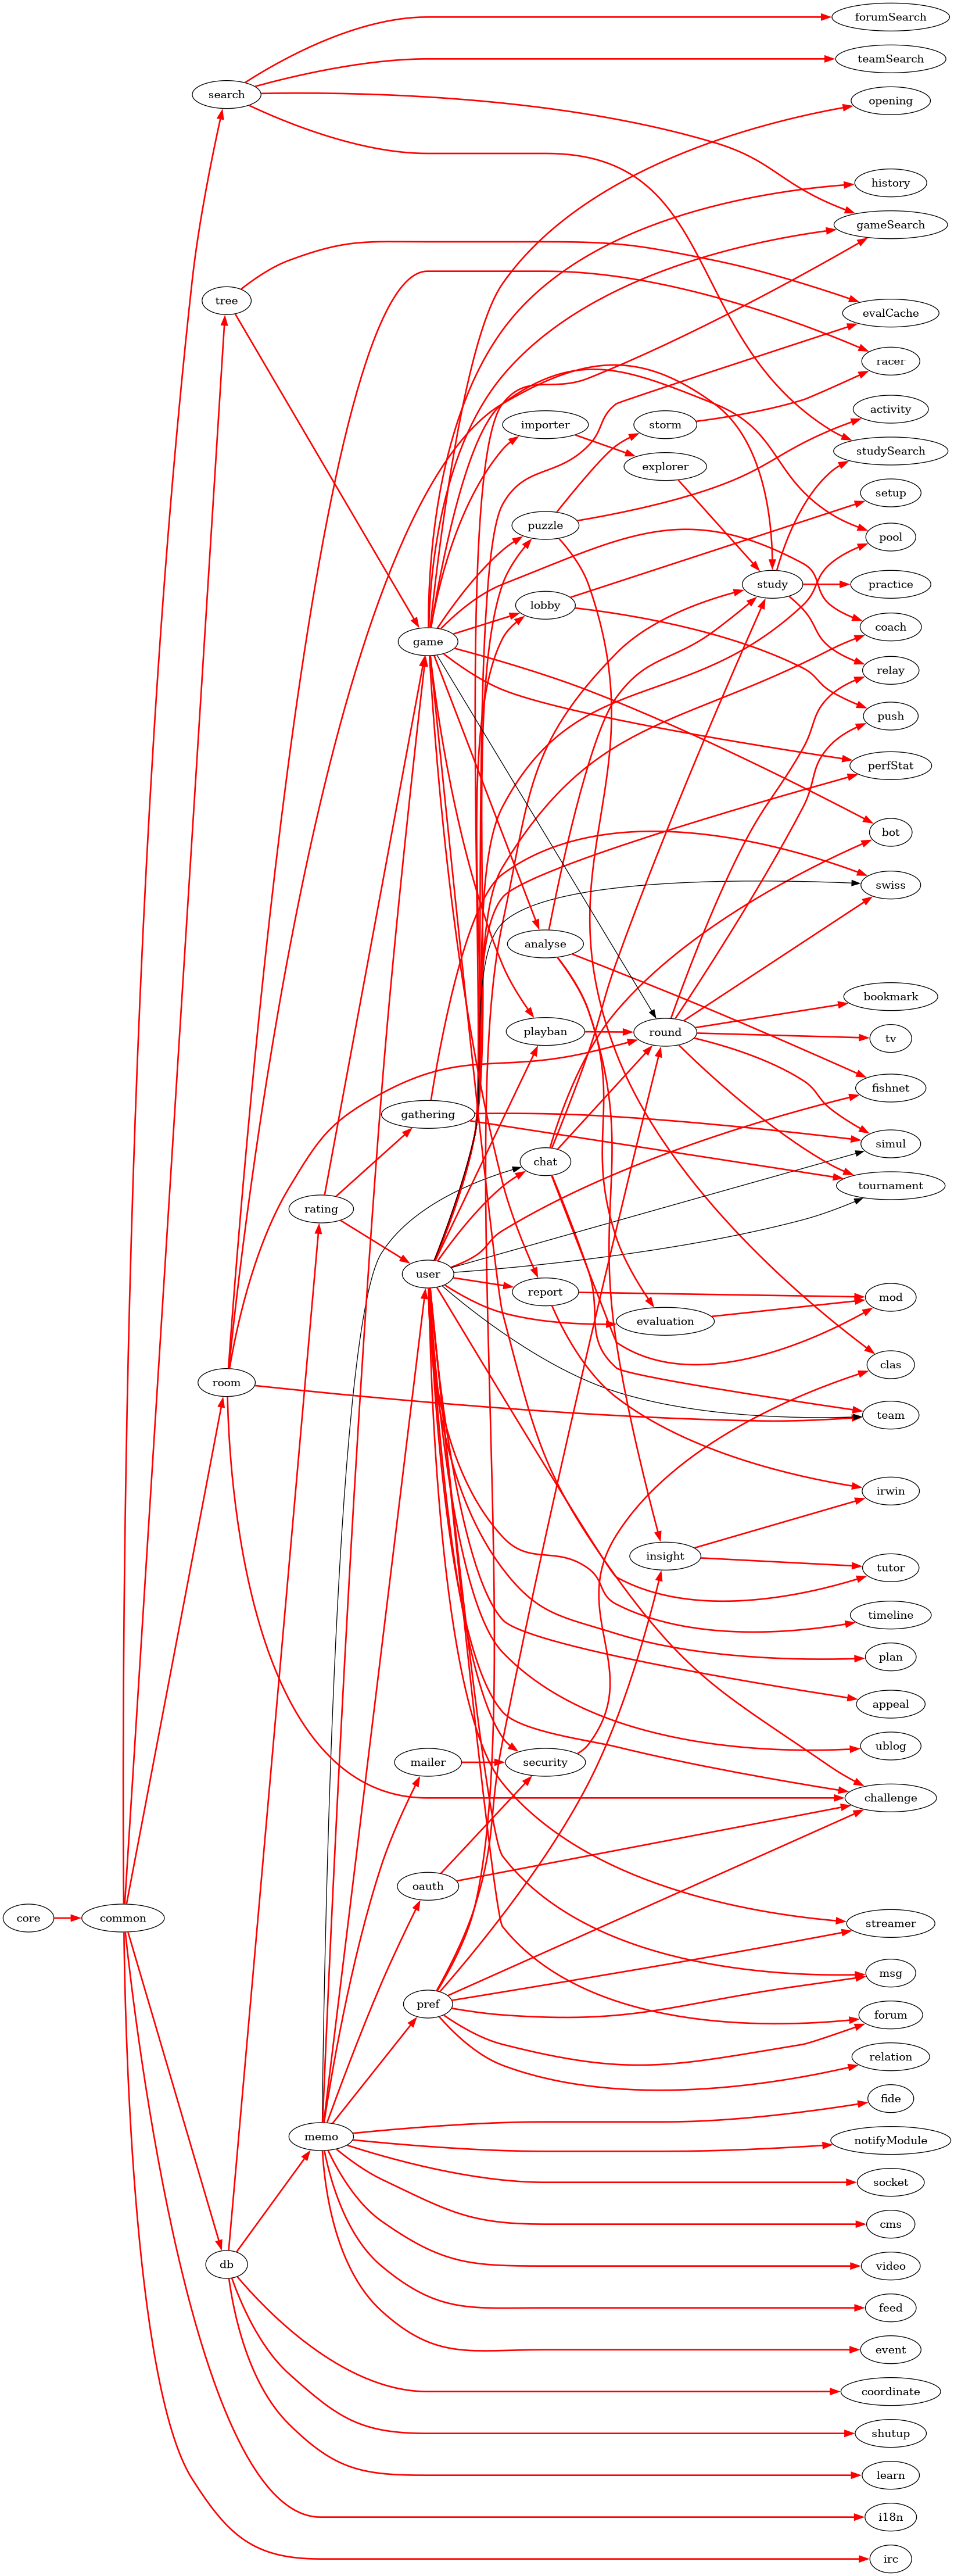 forumSearch
teamSearch
search
opening
history
gameSearch
tree
evalCache
racer
activity
importer
storm
studySearch
explorer
setup
puzzle
pool
study
practice
lobby
coach
game
relay
push
perfStat
bot
swiss
analyse
bookmark
playban
round
tv
fishnet
gathering
simul
chat
tournament
rating
user
report
mod
evaluation
clas
room
team
irwin
insight
tutor
timeline
plan
appeal
ublog
mailer
security
challenge
oauth
core
common
streamer
msg
pref
forum
relation
fide
memo
notifyModule
socket
cms
db
video
feed
event
coordinate
shutup
learn
i18n
irc